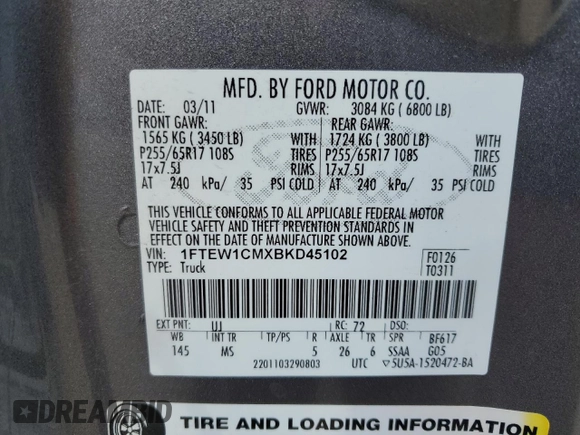 MFD. BY FORD MOTOR CO.
DATE: 03/11 GVWR: 3084 KG ( 6800 LB)
FRONT GAWR: REAR GAWR:
1565 KG ( 3450 LB) WITH 1724 KG ( 3800 LB) WITH
P255/65R17 108S TIRES P255/65R17 108S TIRES
17x7.5J RIMS 17x7.5J RIMS
AT 240 kPa/ 35 PSI COLD AT 240 kPa/ 35 PSI COLD
THIS VEHICLE CONFORMS TO ALL APPLICABLE FEDERAL MOTOR
VEHICLE SAFETY AND THEFT PREVENTION STANDARDS IN
EFFECT ON THE DATE OF MANUFACTURE SHOWN ABOVE.
VIN: 1FTEW1CMXBKD45102 F0126
TYPE: Truck T0311
EXT PNT: UJ RC: 72 DSO:
WB INT TR TP/PS R AXLE TR SPR BF617
145 MS 5 26 6 SSAA G05
2201103290803 UTC ▽5U5A-1520472-BA
DREAMBID
TIRE AND LOADING INFORMATION